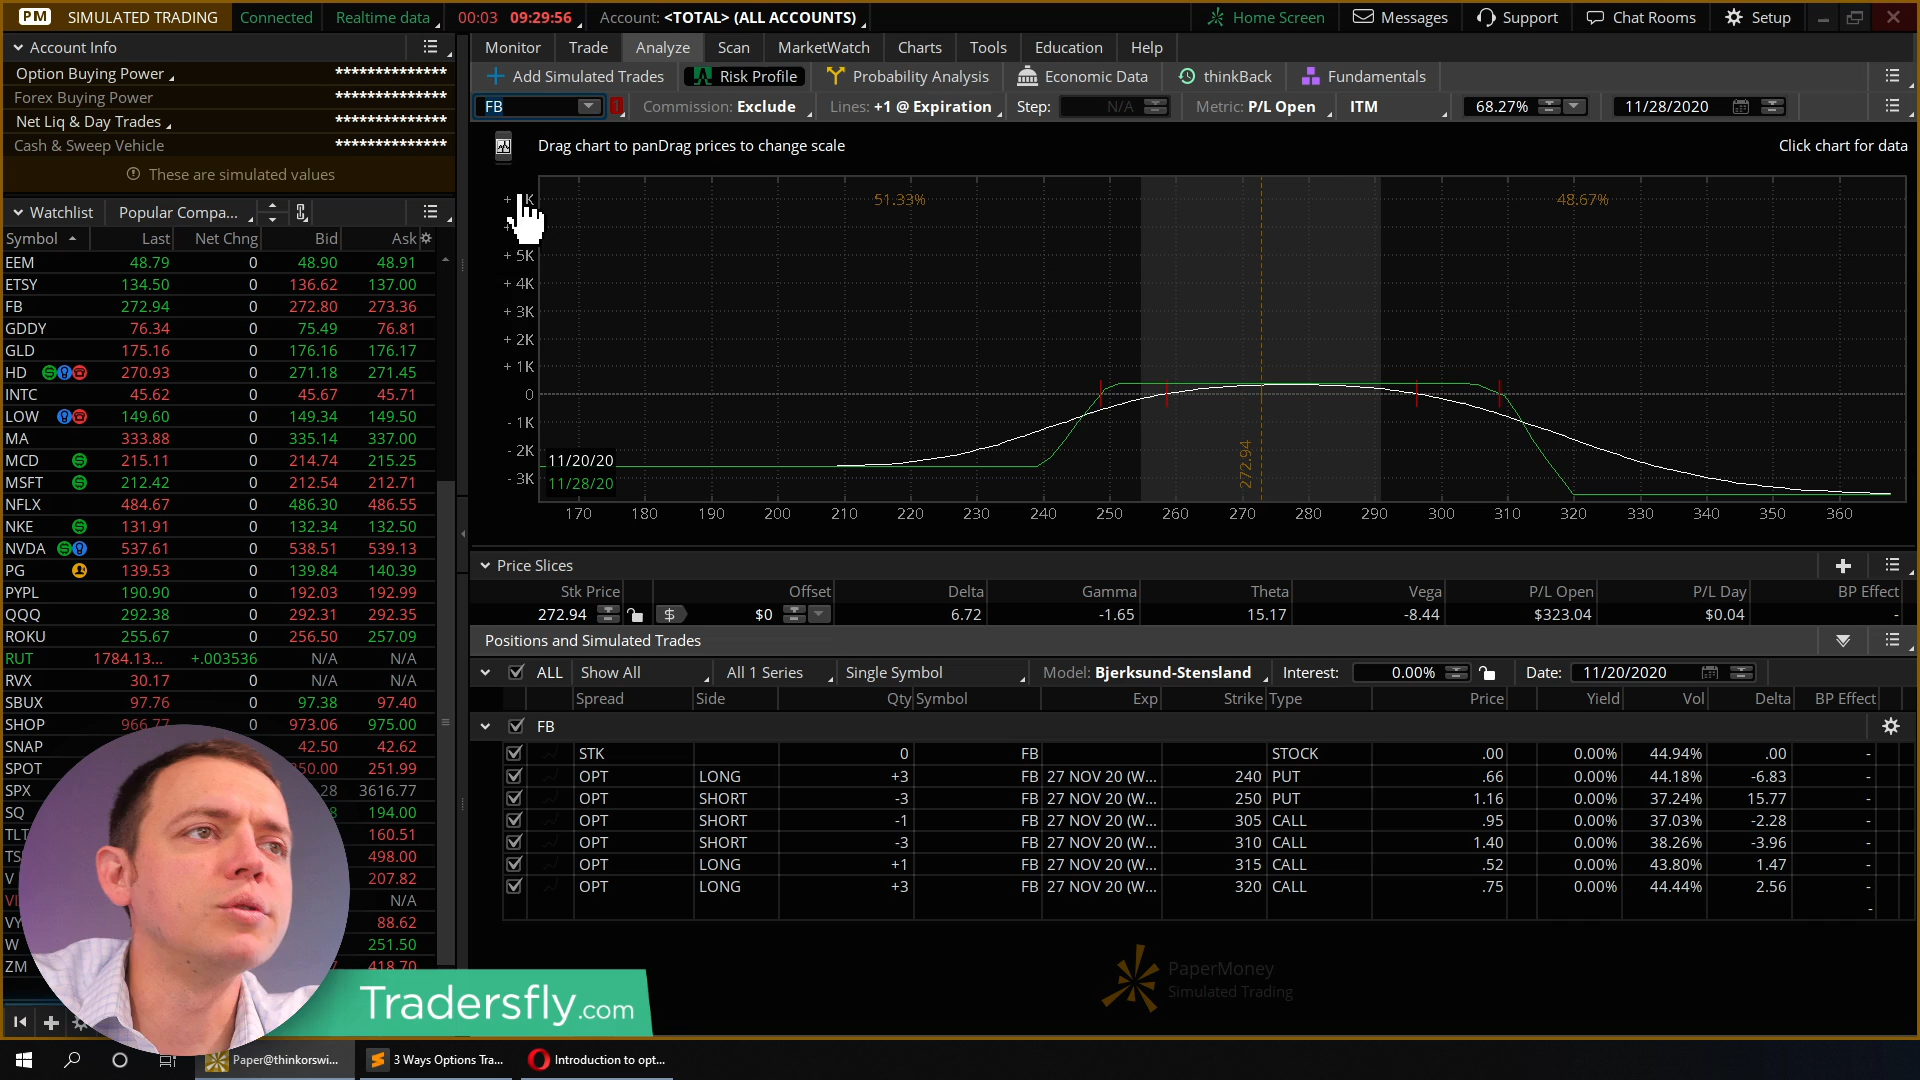 PM SIMULATED TRADING Connected Realtime data 00:03 09:29:56 Account: <TOTAL> (ALL ACCOUNTS) Home Screen Messages Support Chat Rooms Setup
Account Info
Option Buying Power **************
Forex Buying Power **************
Net Liq & Day Trades **************
Cash & Sweep Vehicle **************
These are simulated values
Watchlist Popular Compa...
Symbol Last Net Chng Bid Ask
EEM 48.79 0 48.90 48.91
ETSY 134.50 0 136.62 137.00
FB 272.94 0 272.80 273.36
GDDY 76.34 0 75.49 76.81
GLD 175.16 0 176.16 176.17
HD 270.93 0 271.18 271.45
INTC 45.62 0 45.67 45.71
LOW 149.60 0 149.34 149.50
MA 333.88 0 335.14 337.00
MCD 215.11 0 214.74 215.25
MSFT 212.42 0 212.54 212.71
NFLX 484.67 0 486.30 486.55
NKE 131.91 0 132.34 132.50
NVDA 537.61 0 538.51 539.13
PG 139.53 0 139.84 140.39
PYPL 190.90 0 192.03 192.99
QQQ 292.38 0 292.31 292.35
ROKU 255.67 0 256.50 257.09
RUT 1784.13... +.003536 N/A N/A
RVX 30.17 0 N/A N/A
SBUX 97.76 0 97.38 97.40
SHOP 966.77 0 973.06 975.00
SNAP 42.50 42.62
SPOT 251.99
SPX 3616.77
SQ 194.00
TLT 160.51
498.00
V 207.82
N/A
VY 88.62
W 251.50
ZM 418.70
Monitor Trade Analyze Scan MarketWatch Charts Tools Education Help
Add Simulated Trades Risk Profile Probability Analysis Economic Data thinkBack Fundamentals
FB 1 Commission: Exclude Lines: +1 @ Expiration Step: N/A Metric: P/L Open ITM 68.27% 11/28/2020
Drag chart to panDrag prices to change scale Click chart for data
51.33% 48.67%
+ 5K
+ 4K
+ 3K
+ 2K
+ 1K
0
- 1K
- 2K
- 3K
272.94
11/20/20
11/28/20
170 180 190 200 210 220 230 240 250 260 270 280 290 300 310 320 330 340 350 360
Price Slices
Stk Price Offset Delta Gamma Theta Vega P/L Open P/L Day BP Effect
272.94 $ $0 6.72 -1.65 15.17 -8.44 $323.04 $0.04 -
Positions and Simulated Trades
ALL Show All All 1 Series Single Symbol Model: Bjerksund-Stensland Interest: 0.00% Date: 11/20/2020
Spread Side Qty Symbol Exp Strike Type Price Yield Vol Delta BP Effect
FB
STK 0 FB STOCK .00 0.00% 44.94% .00 -
OPT LONG +3 FB 27 NOV 20 (W... 240 PUT .66 0.00% 44.18% -6.83 -
OPT SHORT -3 FB 27 NOV 20 (W... 250 PUT 1.16 0.00% 37.24% 15.77 -
OPT SHORT -1 FB 27 NOV 20 (W... 305 CALL .95 0.00% 37.03% -2.28 -
OPT SHORT -3 FB 27 NOV 20 (W... 310 CALL 1.40 0.00% 38.26% -3.96 -
OPT LONG +1 FB 27 NOV 20 (W... 315 CALL .52 0.00% 43.80% 1.47 -
OPT LONG +3 FB 27 NOV 20 (W... 320 CALL .75 0.00% 44.44% 2.56 -
-
PaperMoney
Simulated Trading
Tradersfly.com
Paper@thinkorswi... 3 Ways Options Tra... Introduction to opt...